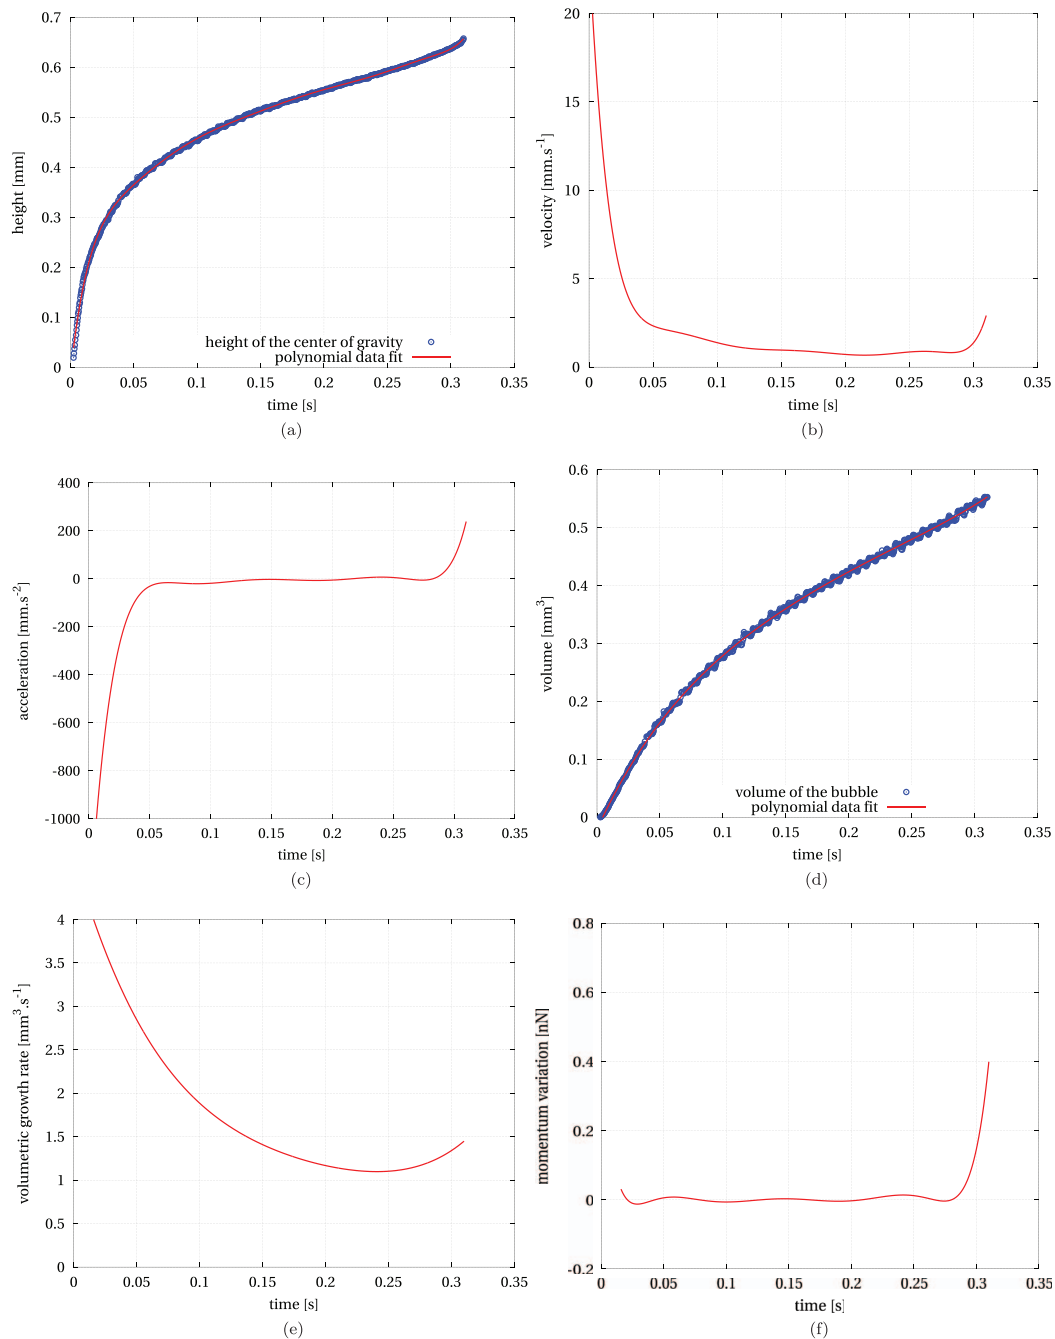 0.7
0.6
0.5
0.4
0.3
0.2
0.1
0
height [mm]
height of the center of gravity
polynomial data fit
0 0.05 0.1 0.15 0.2 0.25 0.3 0.35
time [s]
(a)
20
15
10
5
0
velocity [mm.s-1]
0 0.05 0.1 0.15 0.2 0.25 0.3 0.35
time [s]
(b)
400
200
0
-200
-400
-600
-800
-1000
acceleration [mm.s-2]
0 0.05 0.1 0.15 0.2 0.25 0.3 0.35
time [s]
(c)
0.6
0.5
0.4
0.3
0.2
0.1
0
volume [mm3]
volume of the bubble
polynomial data fit
0 0.05 0.1 0.15 0.2 0.25 0.3 0.35
time [s]
(d)
4
3.5
3
2.5
2
1.5
1
0.5
0
volumetric growth rate [mm3.s-1]
0 0.05 0.1 0.15 0.2 0.25 0.3 0.35
time [s]
(e)
0.8
0.6
0.4
0.2
0
-0.2
momentum variation [nN]
0 0.05 0.1 0.15 0.2 0.25 0.3 0.35
time [s]
(f)